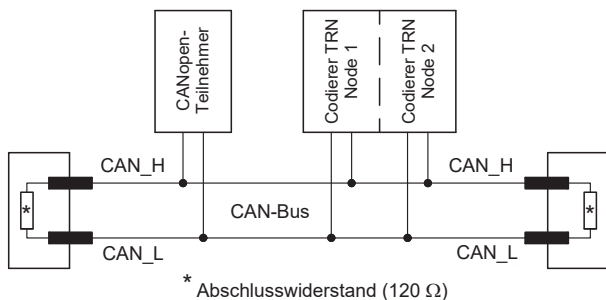 CANopen-
Teilnehmer
Codierer TRN
Node 1
Codierer TRN
Node 2
CAN_H
CAN_H
*
*
CAN-Bus
CAN_L
CAN_L
* Abschlusswiderstand (120 Ω)